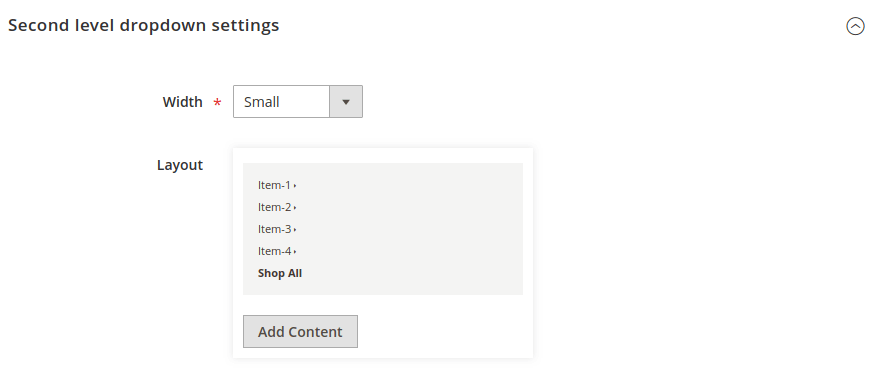 Second level dropdown settings
Width *
Small
Layout
Item-1
Item-2
Item-3
Item-4
Shop All
Add Content